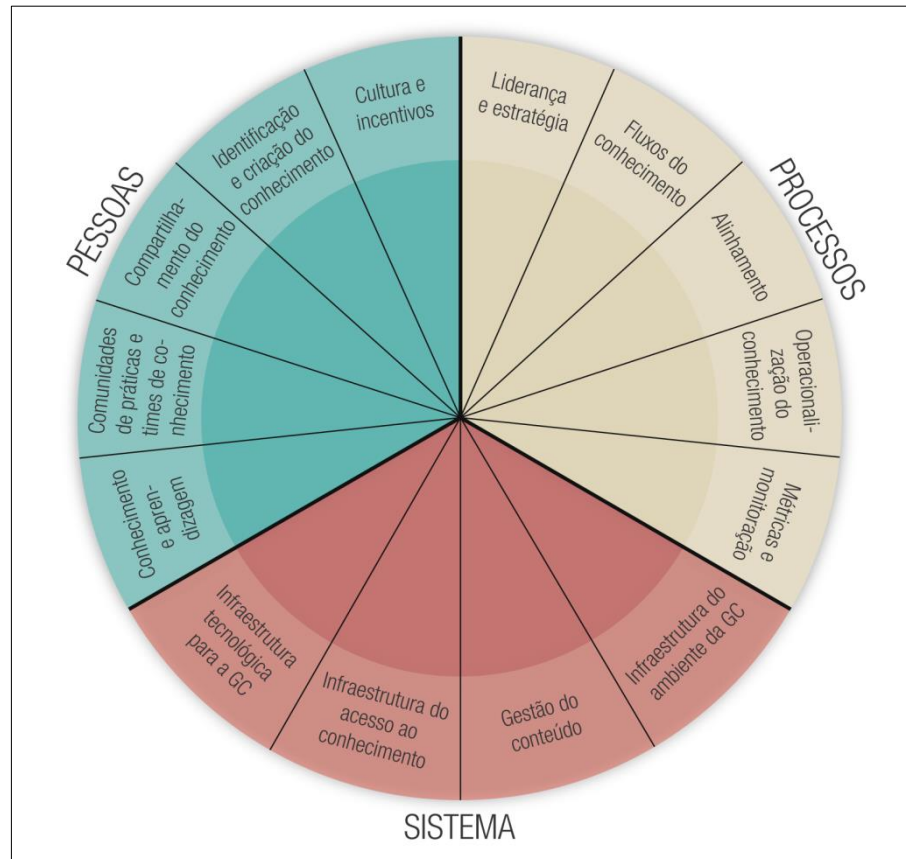 PESSOAS
Cultura e
incentivos
Identificação
e criação do
conhecimento
Compartilha-
mento do
conhecimento
Comunidades
de práticas e
times de co-
nhecimento
Conhecimento
e apren-
dizagem
PROCESSOS
Liderança
e estratégia
Fluxos do
conhecimento
Alinhamento
Operacionali-
zação do
conhecimento
Métricas e
monitoração
Infraestrutura
tecnológica
para a GC
Infraestrutura do
acesso ao
conhecimento
Gestão do
conteúdo
Infraestrutura do
ambiente da GC
SISTEMA